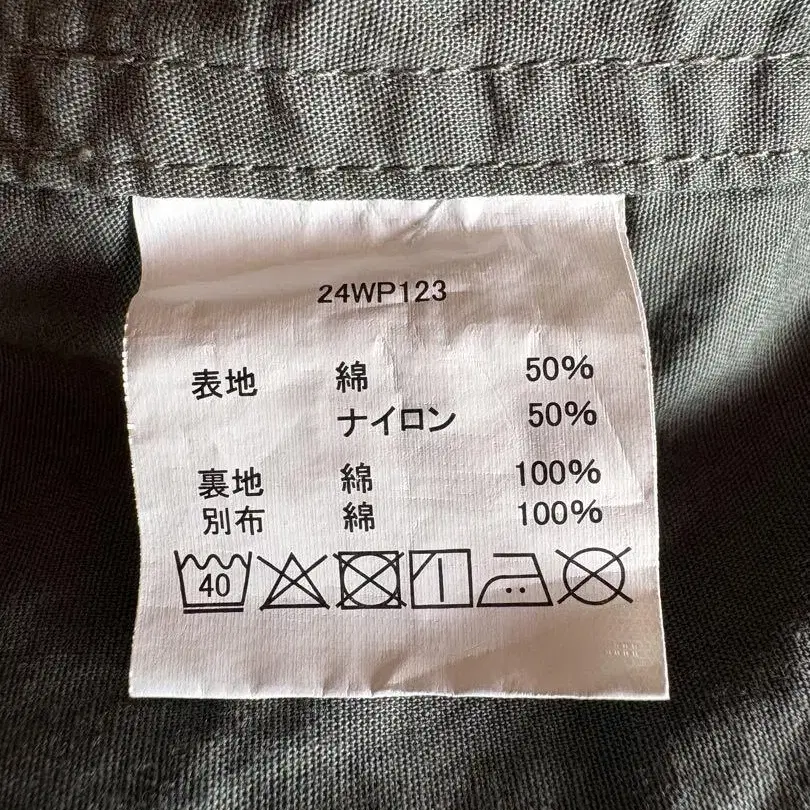 24WP123
表地 綿 50%
ナイロン 50%
裏地 綿 100%
別布 綿 100%
40